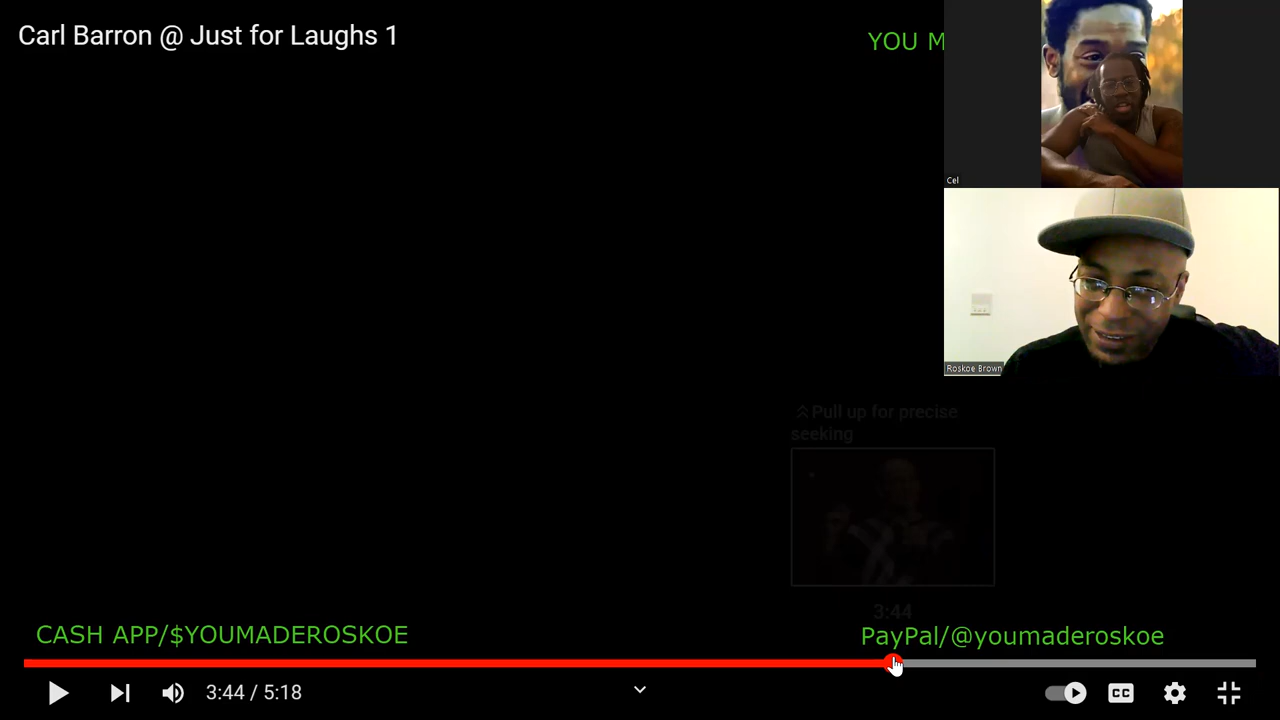 Carl Barron @ Just for Laughs 1
YOU M
Cel
Roskoe Brown
Pull up for precise
seeking
3:44
CASH APP/$YOUMADEROSKOE
PayPal/@youmaderoskoe
3:44 / 5:18
CC